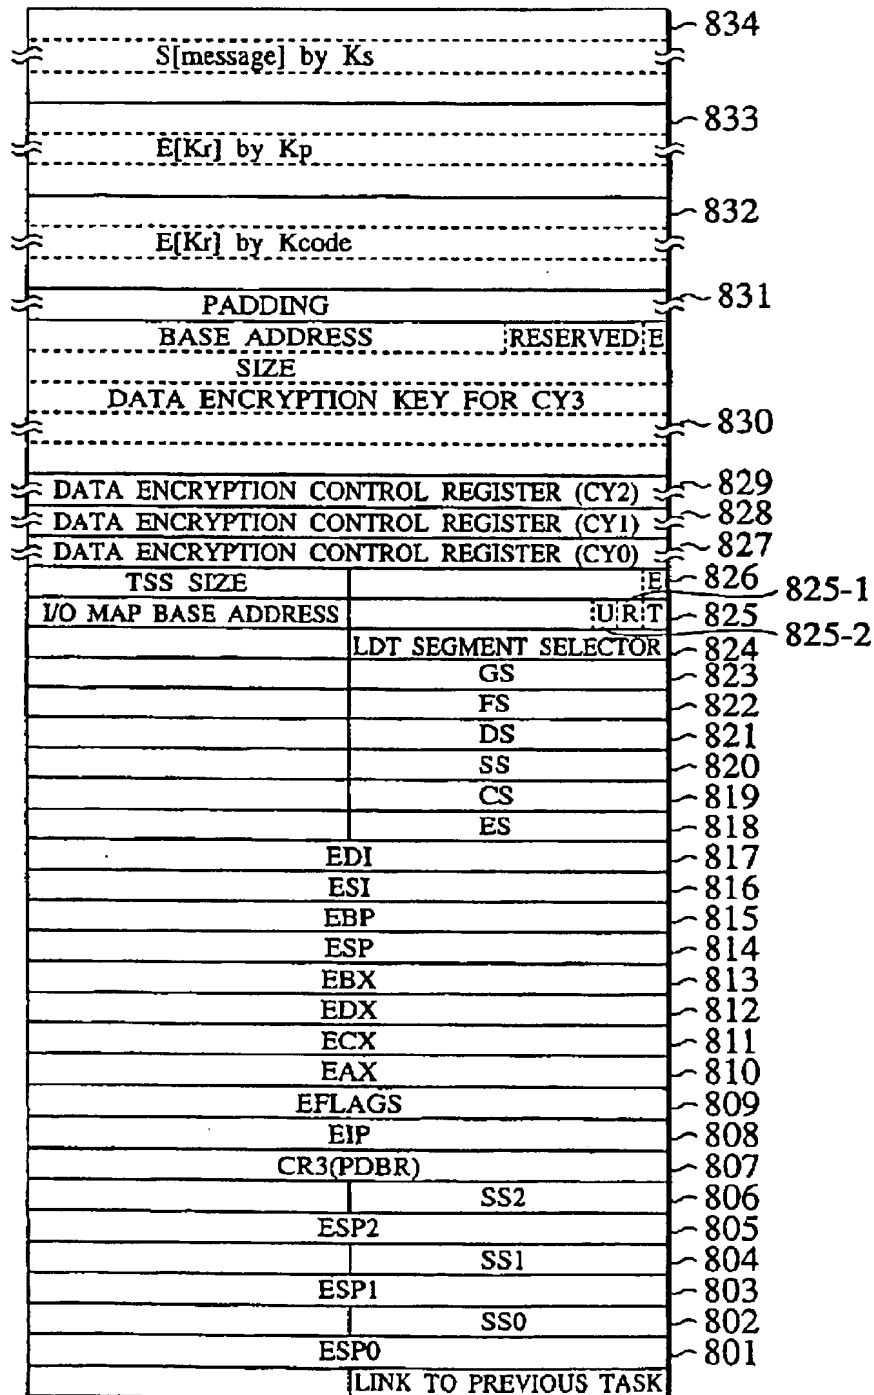 834
S[message] by Ks
833
E[Kr] by Kp
832
E[Kr] by Kcode
831
PADDING
BASE ADDRESS RESERVED E
SIZE
DATA ENCRYPTION KEY FOR CY3
830
DATA ENCRYPTION CONTROL REGISTER (CY2) 829
DATA ENCRYPTION CONTROL REGISTER (CY1) 828
DATA ENCRYPTION CONTROL REGISTER (CY0) 827
TSS SIZE E 826
825-1
I/O MAP BASE ADDRESS U R T 825
825-2
LDT SEGMENT SELECTOR 824
GS 823
FS 822
DS 821
SS 820
CS 819
ES 818
EDI 817
ESI 816
EBP 815
ESP 814
EBX 813
EDX 812
ECX 811
EAX 810
EFLAGS 809
EIP 808
CR3(PDBR) 807
SS2 806
ESP2 805
SS1 804
ESP1 803
SS0 802
ESP0 801
LINK TO PREVIOUS TASK